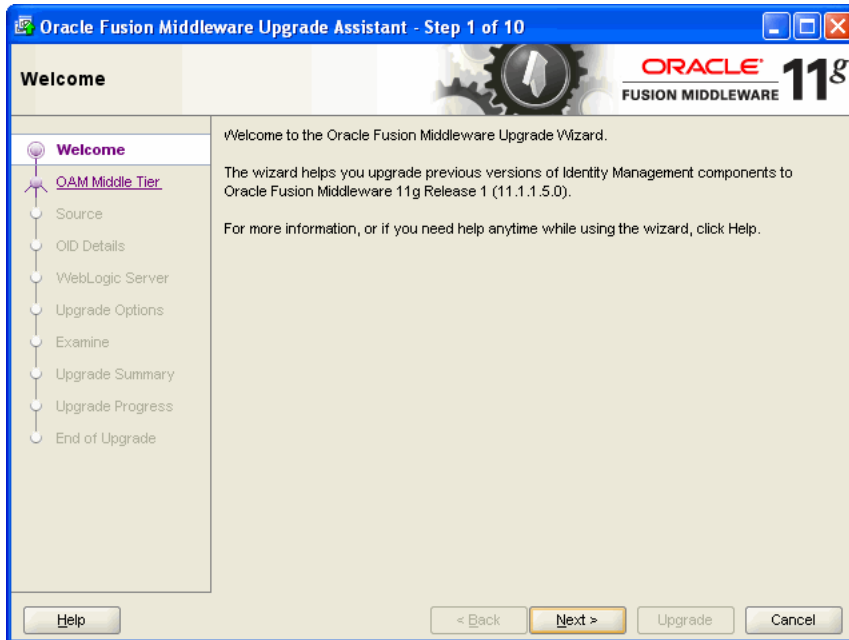 Oracle Fusion Middleware Upgrade Assistant - Step 1 of 10
Welcome
ORACLE
FUSION MIDDLEWARE 11g
Welcome
OAM Middle Tier
Source
OID Details
WebLogic Server
Upgrade Options
Examine
Upgrade Summary
Upgrade Progress
End of Upgrade
Welcome to the Oracle Fusion Middleware Upgrade Wizard.
The wizard helps you upgrade previous versions of Identity Management components to
Oracle Fusion Middleware 11g Release 1 (11.1.1.5.0).
For more information, or if you need help anytime while using the wizard, click Help.
Help
< Back
Next >
Upgrade
Cancel